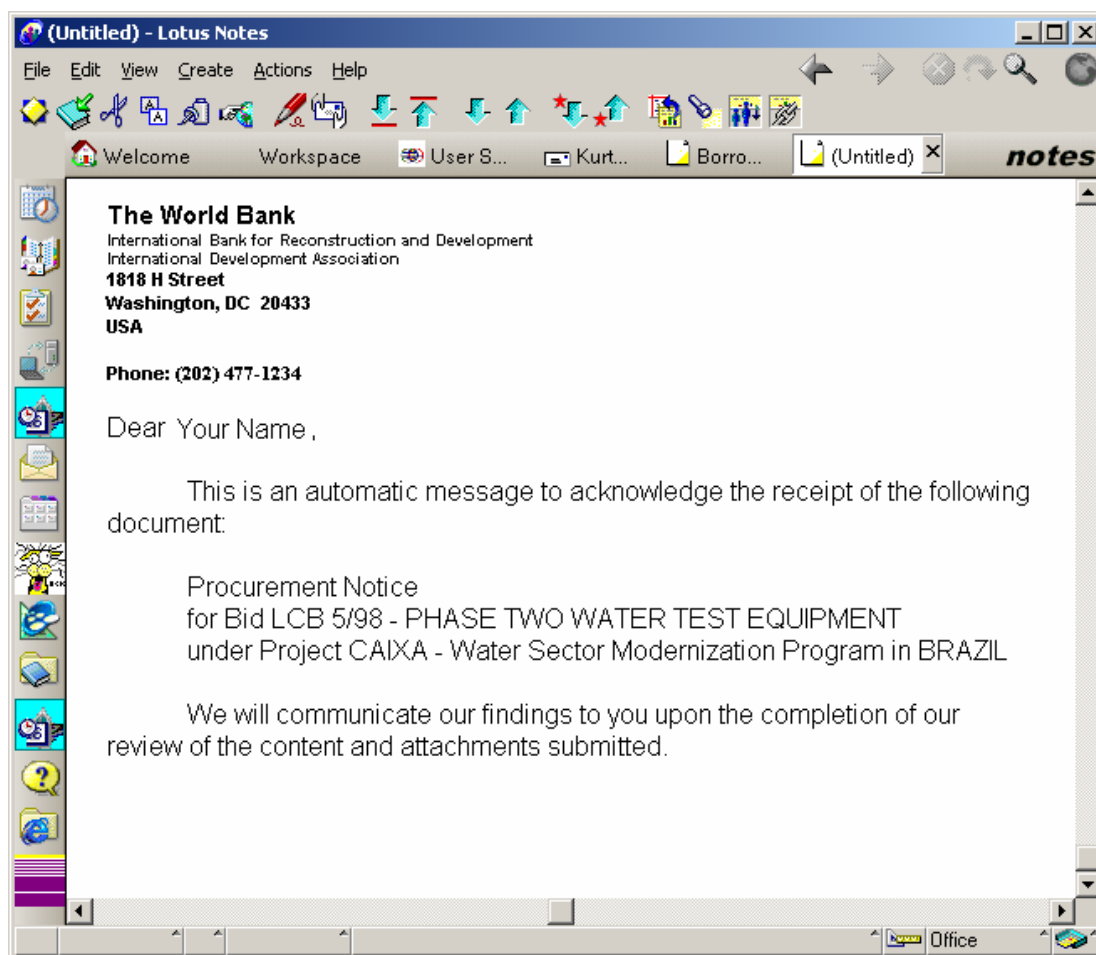 (Untitled) - Lotus Notes
File Edit View Create Actions Help
Welcome Workspace User S... Kurt... Borro... (Untitled) notes
The World Bank
International Bank for Reconstruction and Development
International Development Association
1818 H Street
Washington, DC 20433
USA
Phone: (202) 477-1234
Dear Your Name ,
This is an automatic message to acknowledge the receipt of the following
document:
Procurement Notice
for Bid LCB 5/98 - PHASE TWO WATER TEST EQUIPMENT
under Project CAIXA - Water Sector Modernization Program in BRAZIL
We will communicate our findings to you upon the completion of our
review of the content and attachments submitted.
Office